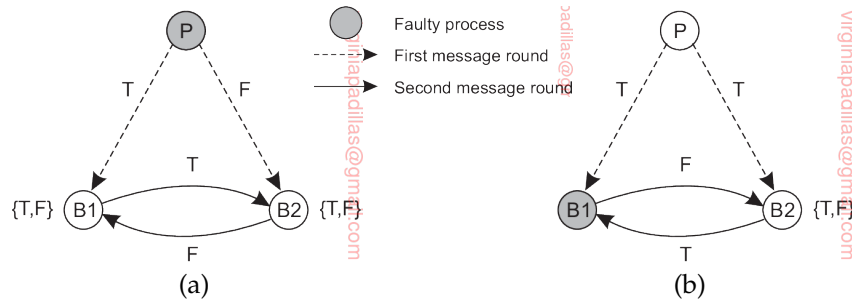 P
T
F
T
B1
B2
{T,F}
{T,F}
F
(a)
Faulty process
First message round
Second message round
P
T
T
F
B1
B2
{T,F}
T
(b)
virginiapadillas@gmail.com
virginiapadillas@gmail.com